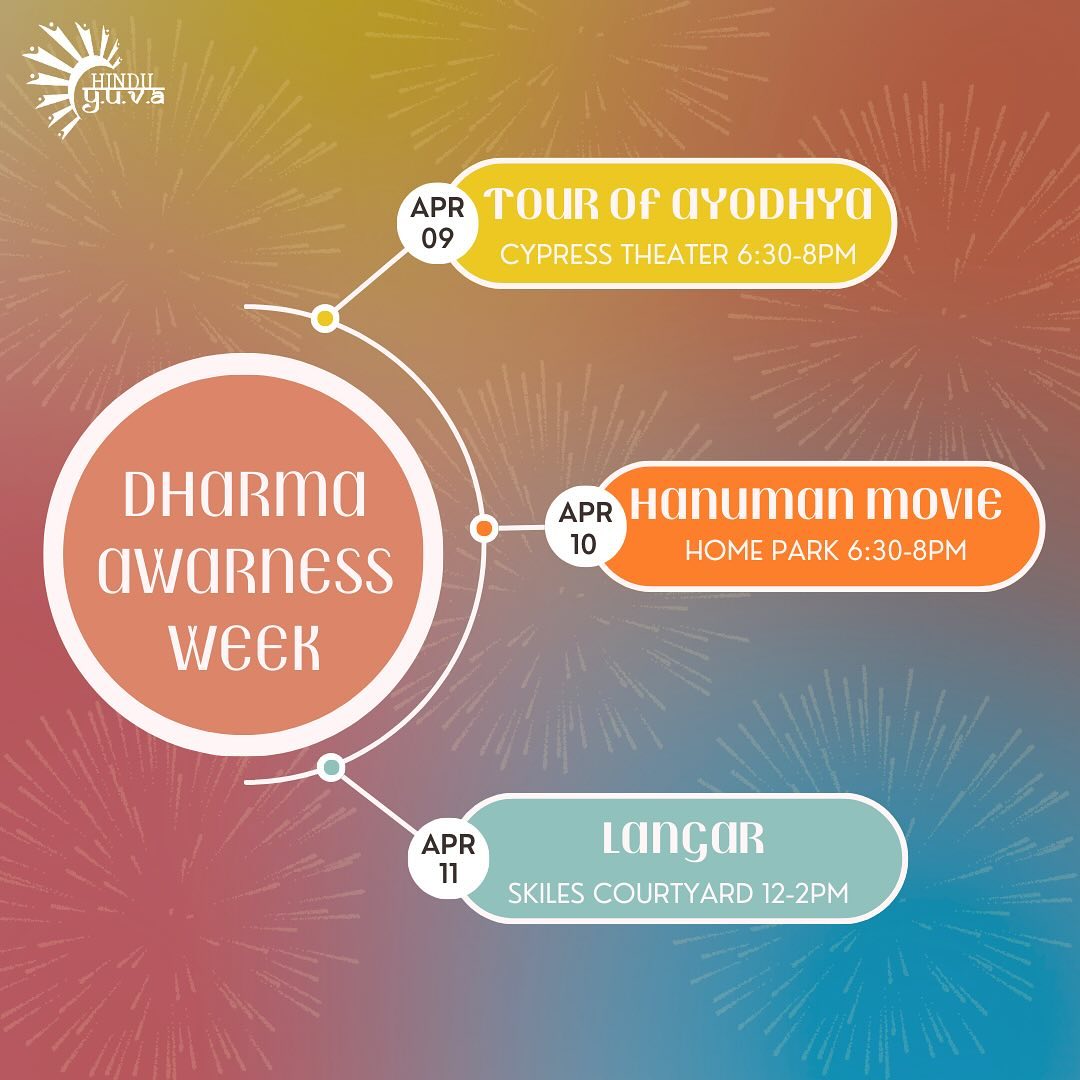 HINDU
y.u.v.a
APR
09
TOUR OF AYODHYA
CYPRESS THEATER 6:30-8PM
DHARMA
AWARNESS
WEEK
APR
10
HANUMAN MOVIE
HOME PARK 6:30-8PM
APR
11
LANGAR
SKILES COURTYARD 12-2PM